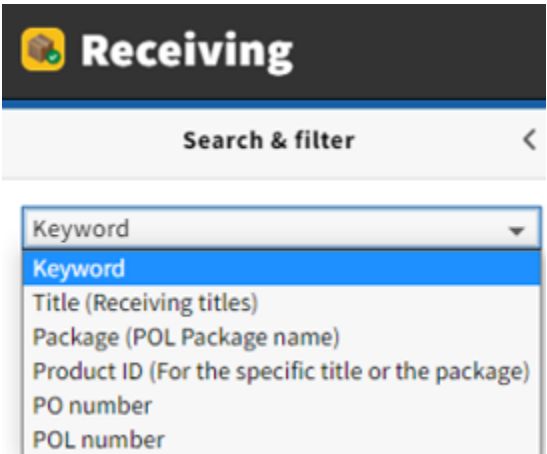 Receiving
Search & filter
Keyword
Keyword
Title (Receiving titles)
Package (POL Package name)
Product ID (For the specific title or the package)
PO number
POL number